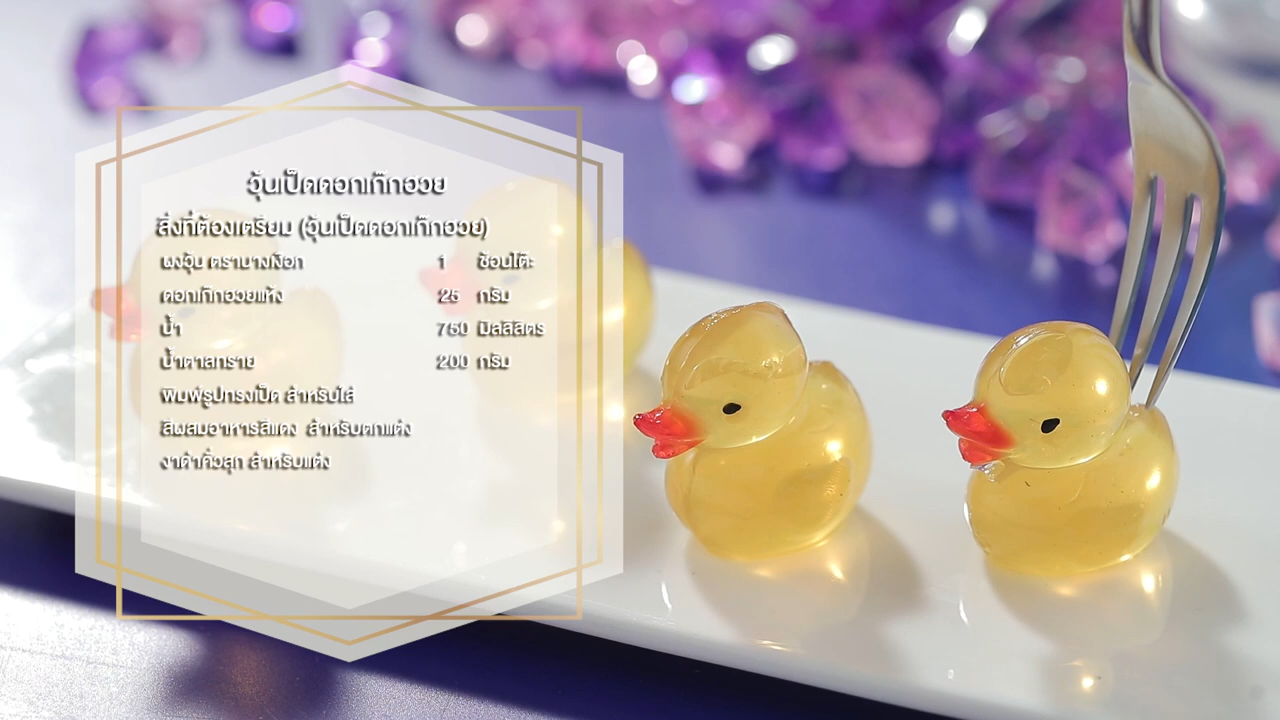 วุ้นเป็ดดอกเก๊กฮวย
สิ่งที่ต้องเตรียม (วุ้นเป็ดดอกเก๊กฮวย)
ผงวุ้น ตรานางเงือก 1 ช้อนโต๊ะ
ดอกเก๊กฮวยแห้ง 25 กรัม
น้ำ 750 มิลลิลิตร
น้ำตาลทราย 200 กรัม
พิมพ์รูปทรงเป็ด สำหรับใส่
สีผสมอาหารสีแดง สำหรับตกแต่ง
งาดำคั่วสุก สำหรับแต่ง